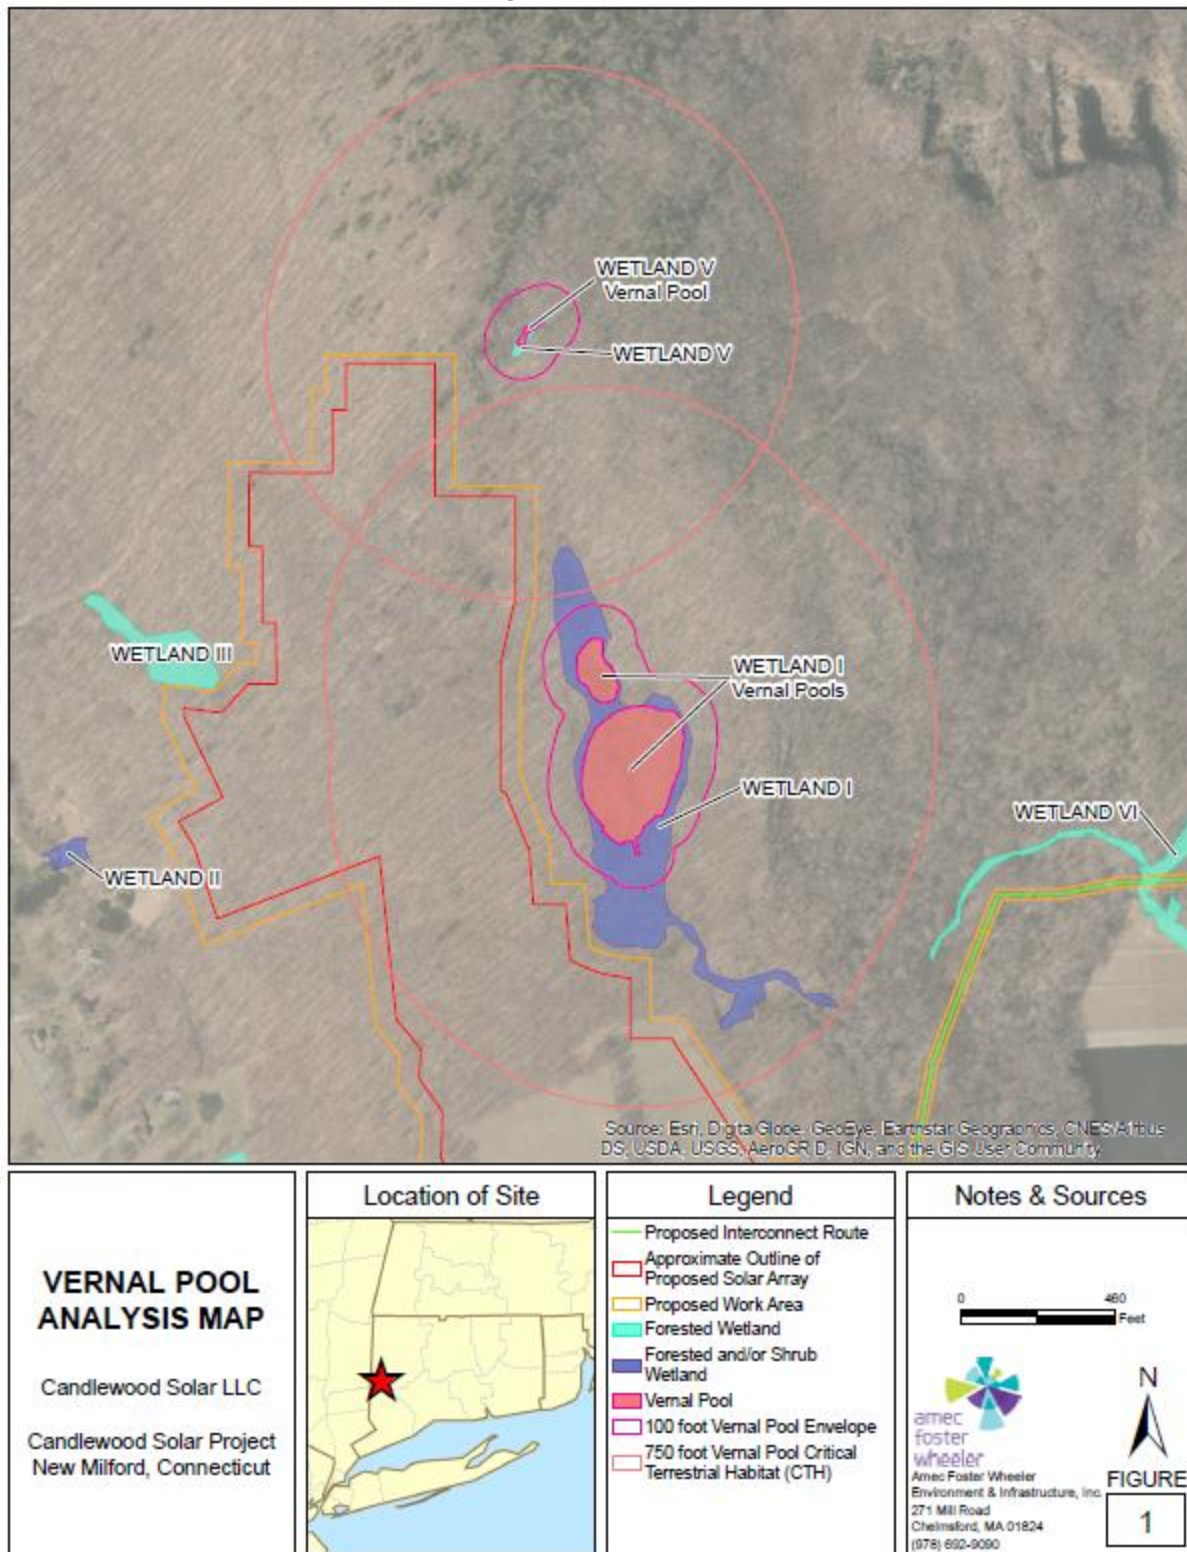 WETLAND V
Vernal Pool
WETLAND V
WETLAND III
WETLAND I
Vernal Pools
WETLAND I
WETLAND VI
WETLAND II
Source: Esri, Digital Globe, GeoEye, Earthstar Geographics, CNES/Airbus
DS, USDA, USGS, AeroGRID, IGN, and the GIS User Community
VERNAL POOL
ANALYSIS MAP
Candlewood Solar LLC
Candlewood Solar Project
New Milford, Connecticut
Location of Site
Legend
Proposed Interconnect Route
Approximate Outline of
Proposed Solar Array
Proposed Work Area
Forested Wetland
Forested and/or Shrub
Wetland
Vernal Pool
100 foot Vernal Pool Envelope
750 foot Vernal Pool Critical
Terrestrial Habitat (CTH)
Notes & Sources
0 460
Feet
amec
foster
wheeler
Amec Foster Wheeler
Environment & Infrastructure, Inc.
271 Mill Road
Chelmsford, MA 01824
(978) 692-9090
N
FIGURE
1